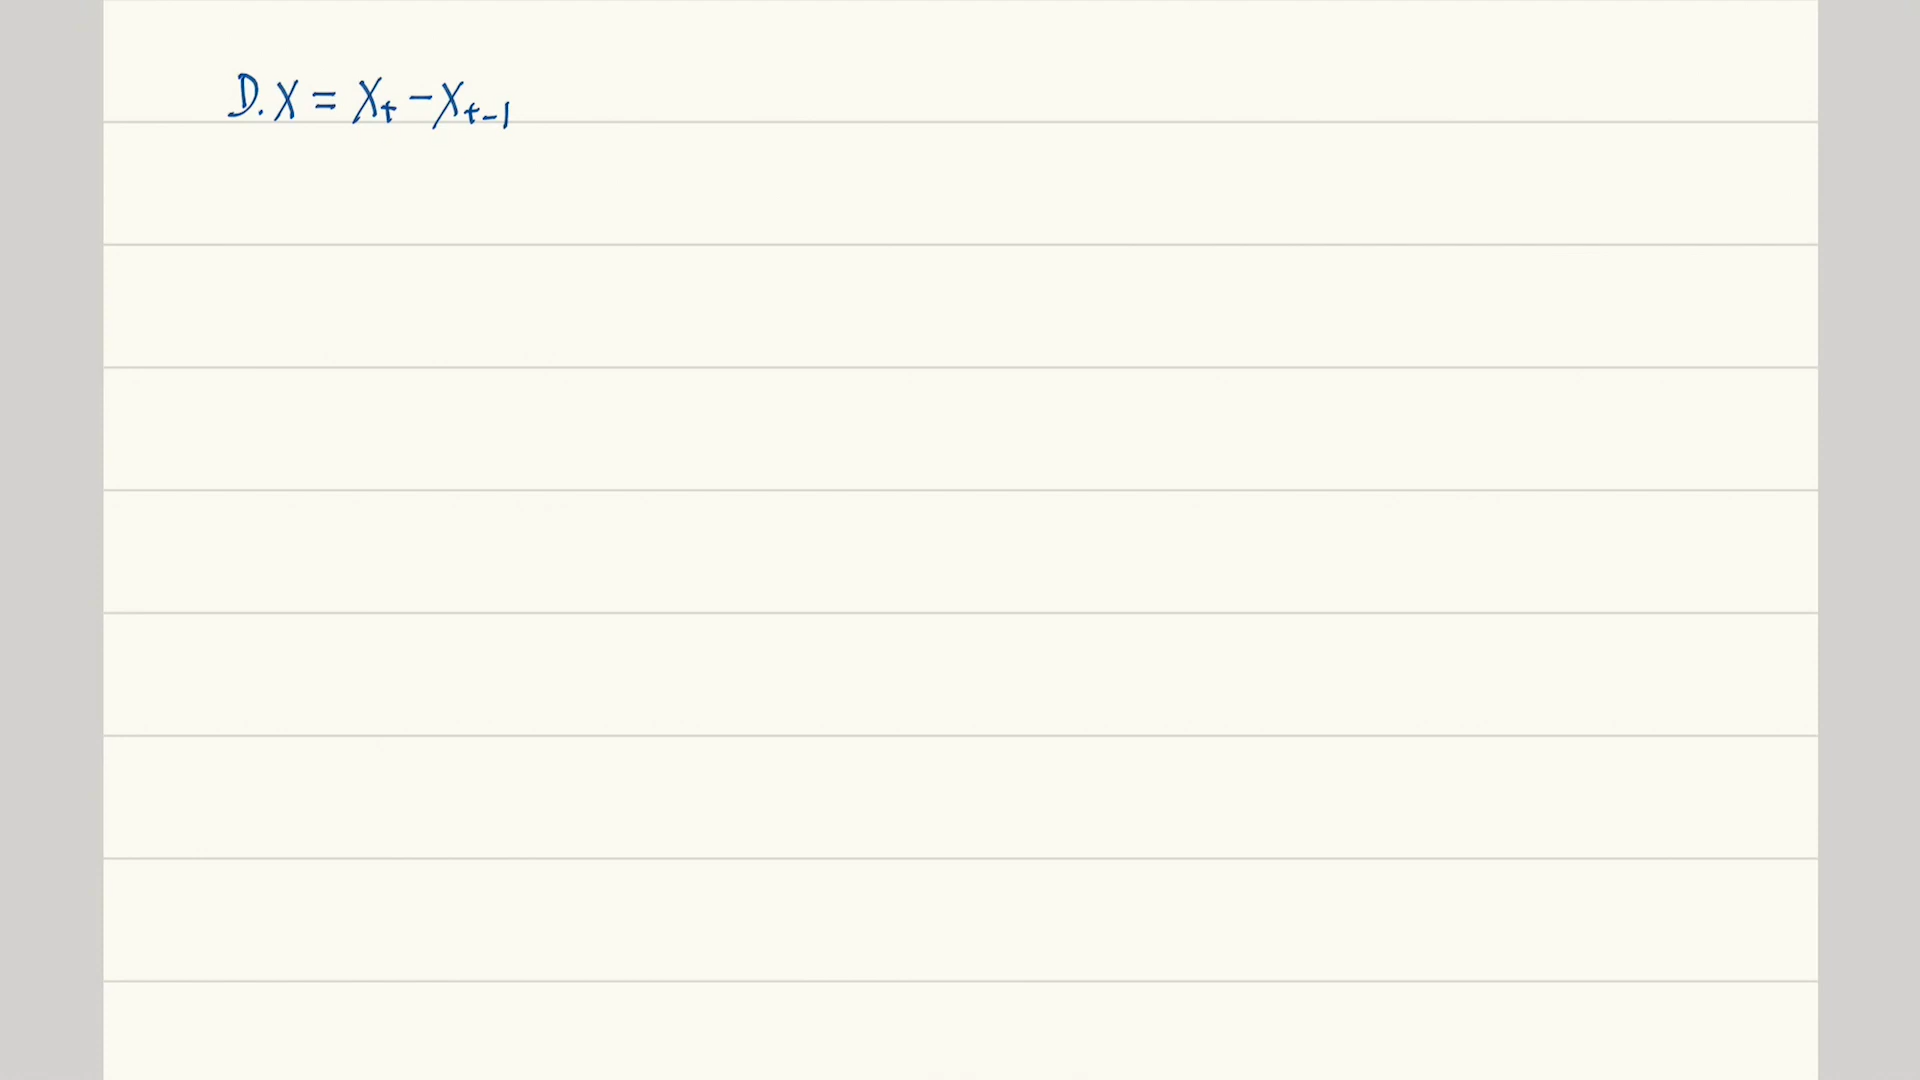 D.X = Xt - Xt-1